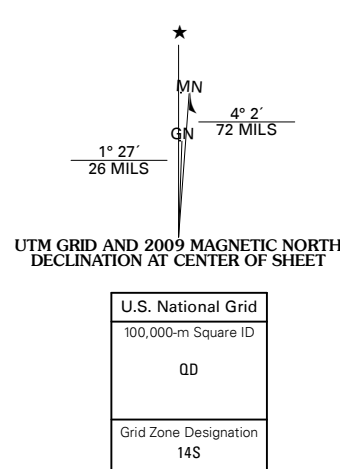 ★
MN
4° 2´
72 MILS
GN
1° 27´
26 MILS
UTM GRID AND 2009 MAGNETIC NORTH
DECLINATION AT CENTER OF SHEET
U.S. National Grid
100,000-m Square ID
QD
Grid Zone Designation
14S